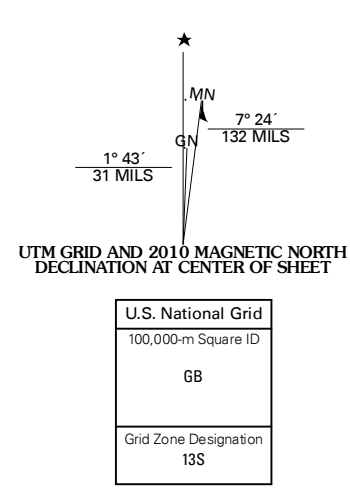 ★
MN
7° 24´
132 MILS
GN
1° 43´
31 MILS
UTM GRID AND 2010 MAGNETIC NORTH
DECLINATION AT CENTER OF SHEET
U.S. National Grid
100,000-m Square ID
GB
Grid Zone Designation
13S